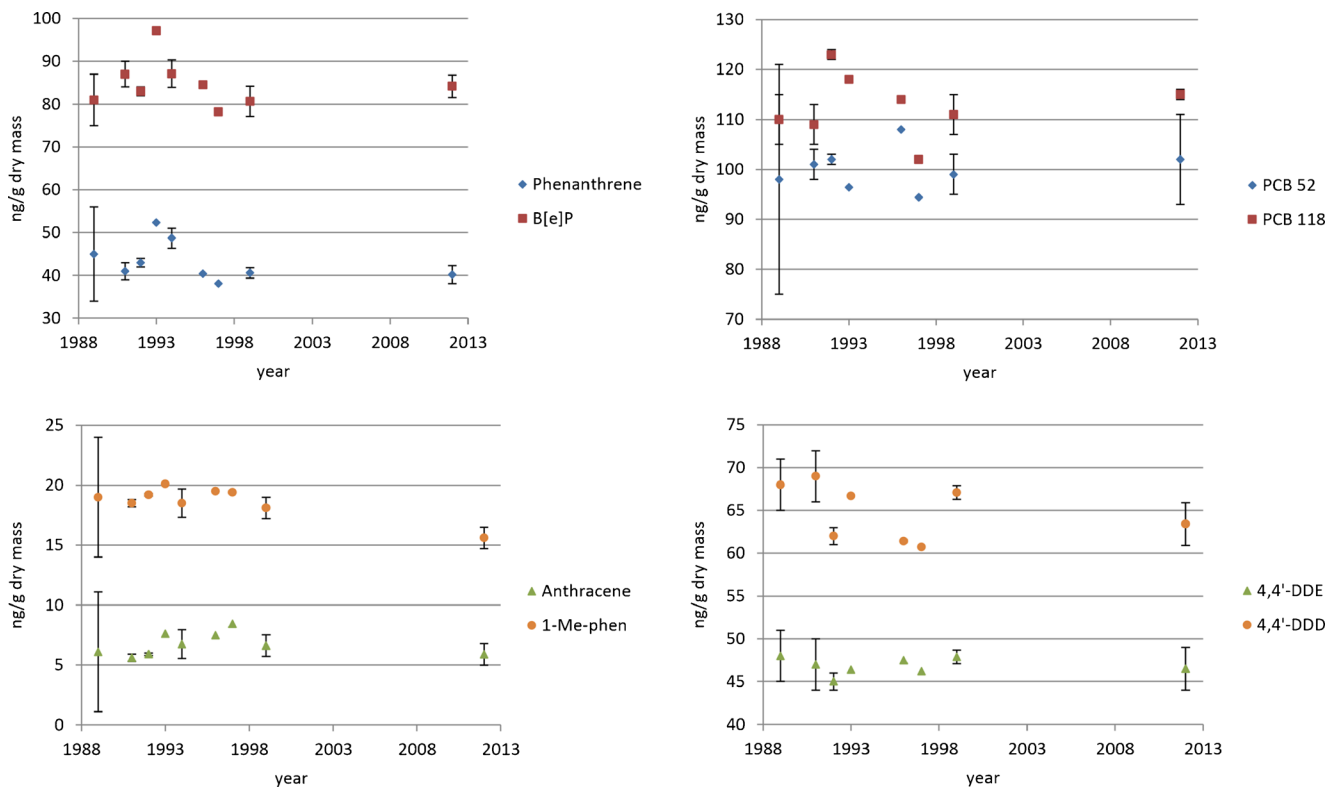 100
90
80
70
60
50
40
30
ng/g dry mass
1988 1993 1998 2003 2008 2013
year
Phenanthrene
B[e]P
130
120
110
100
90
80
70
ng/g dry mass
1988 1993 1998 2003 2008 2013
year
PCB 52
PCB 118
25
20
15
10
5
0
ng/g dry mass
1988 1993 1998 2003 2008 2013
year
Anthracene
1-Me-phen
75
70
65
60
55
50
45
40
ng/g dry mass
1988 1993 1998 2003 2008 2013
year
4,4'-DDE
4,4'-DDD